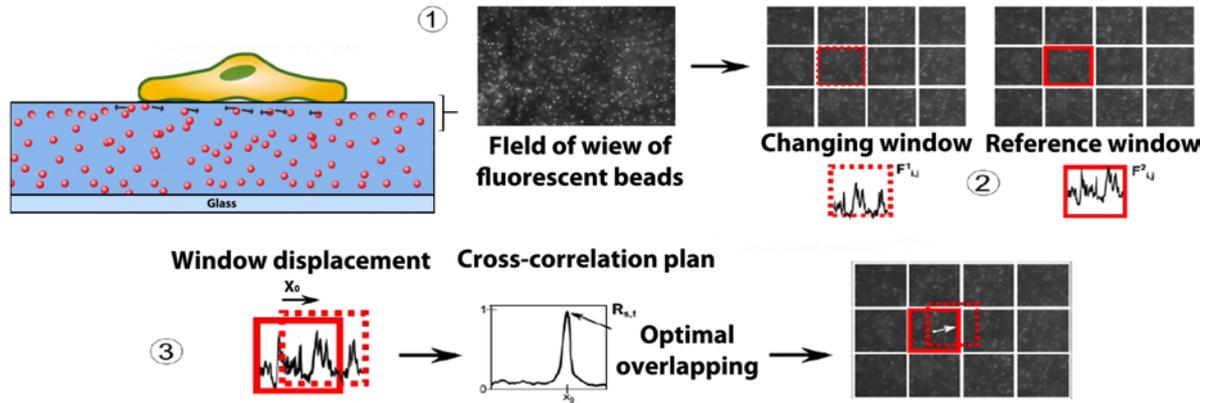 1
Glass
FIeld of wiew of
fluorescent beads
Changing window
F¹i,j
Reference window
2
F²i,j
3
Window displacement
X₀
Cross-correlation plan
1
0
Rs,t
x₀
Optimal
overlapping